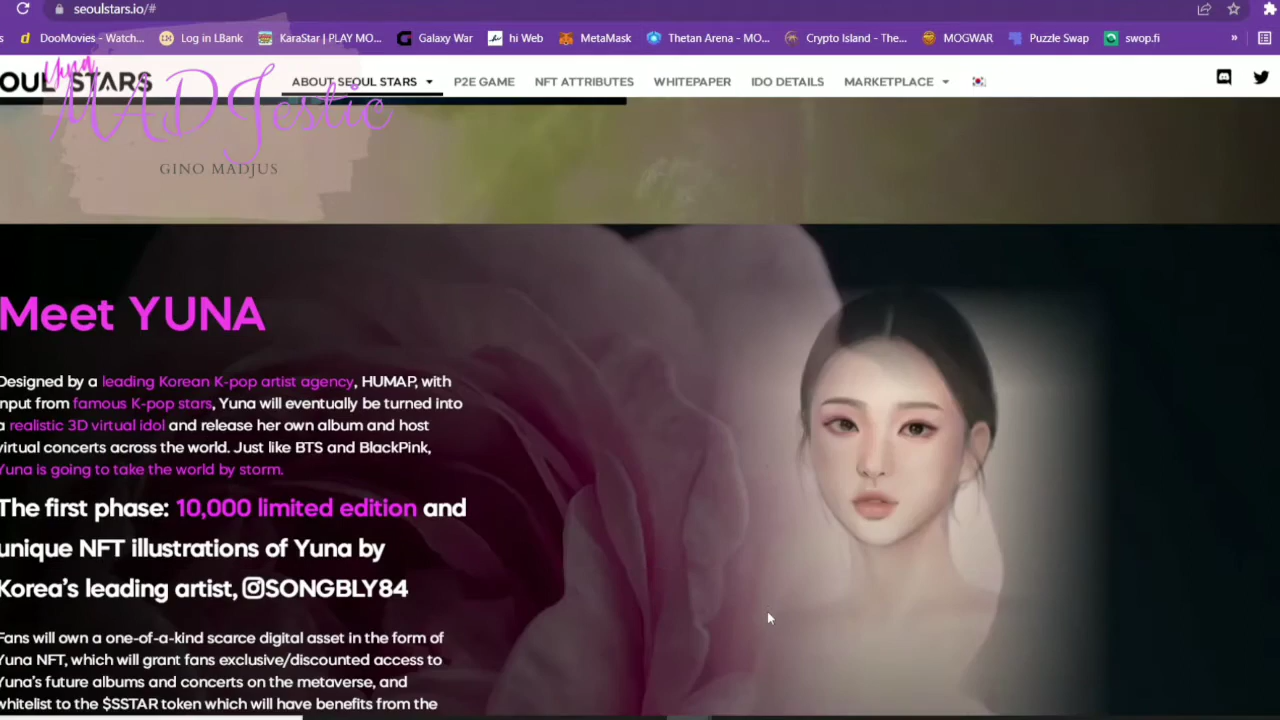 seoulstars.io/#
s DooMovies - Watch... Log in LBank KaraStar | PLAY MO... Galaxy War hi Web MetaMask Thetan Arena - MO... Crypto Island - The... MOGWAR Puzzle Swap swop.fi »
OUL STARS ABOUT SEOUL STARS P2E GAME NFT ATTRIBUTES WHITEPAPER IDO DETAILS MARKETPLACE
Yung
MADJestic
GINO MADJUS
Meet YUNA
Designed by a leading Korean K-pop artist agency, HUMAP, with
nput from famous K-pop stars, Yuna will eventually be turned into
a realistic 3D virtual idol and release her own album and host
virtual concerts across the world. Just like BTS and BlackPink,
Yuna is going to take the world by storm.
The first phase: 10,000 limited edition and
unique NFT illustrations of Yuna by
Korea's leading artist, SONGBLY84
Fans will own a one-of-a-kind scarce digital asset in the form of
Yuna NFT, which will grant fans exclusive/discounted access to
Yuna's future albums and concerts on the metaverse, and
whitelist to the $SSTAR token which will have benefits from the